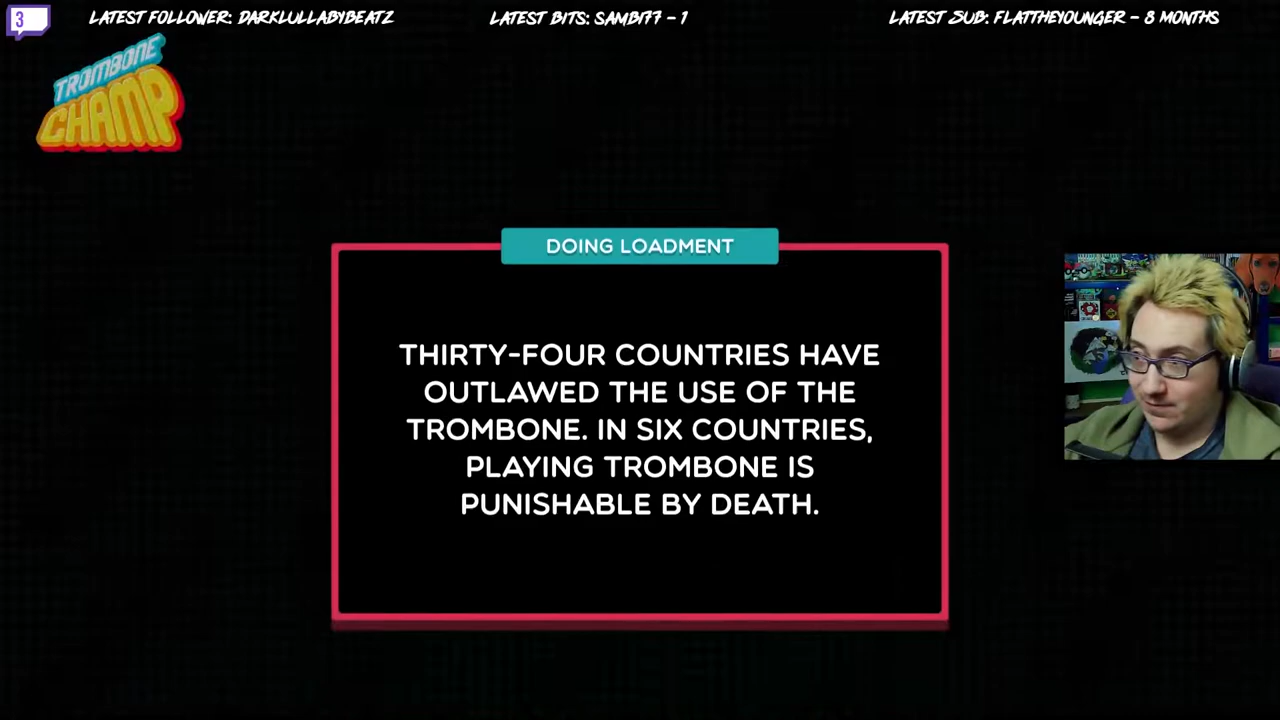 3
LATEST FOLLOWER: DARKLULLABYBEATZ
LATEST BITS: SAMBI77 - 1
LATEST SUB: FLATTHEYOUNGER - 8 MONTHS
TROMBONE
CHAMP
DOING LOADMENT
THIRTY-FOUR COUNTRIES HAVE
OUTLAWED THE USE OF THE
TROMBONE. IN SIX COUNTRIES,
PLAYING TROMBONE IS
PUNISHABLE BY DEATH.